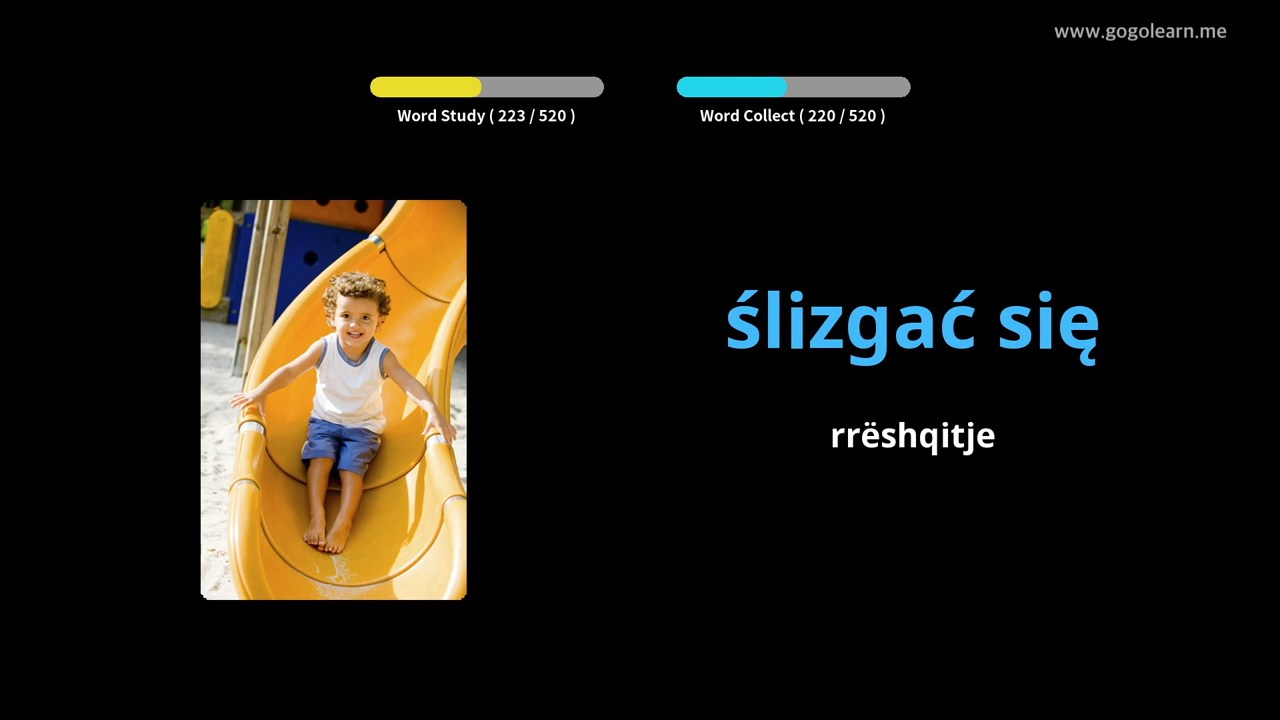 www.gogolearn.me
Word Study ( 223 / 520 )
Word Collect ( 220 / 520 )
ślizgać się
rrëshqitje